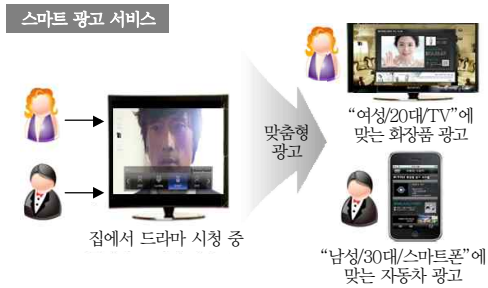 스마트 광고 서비스
집에서 드라마 시청 중
맞춤형
광고
“여성/20대/TV”에
맞는 화장품 광고
“남성/30대/스마트폰”에
맞는 자동차 광고